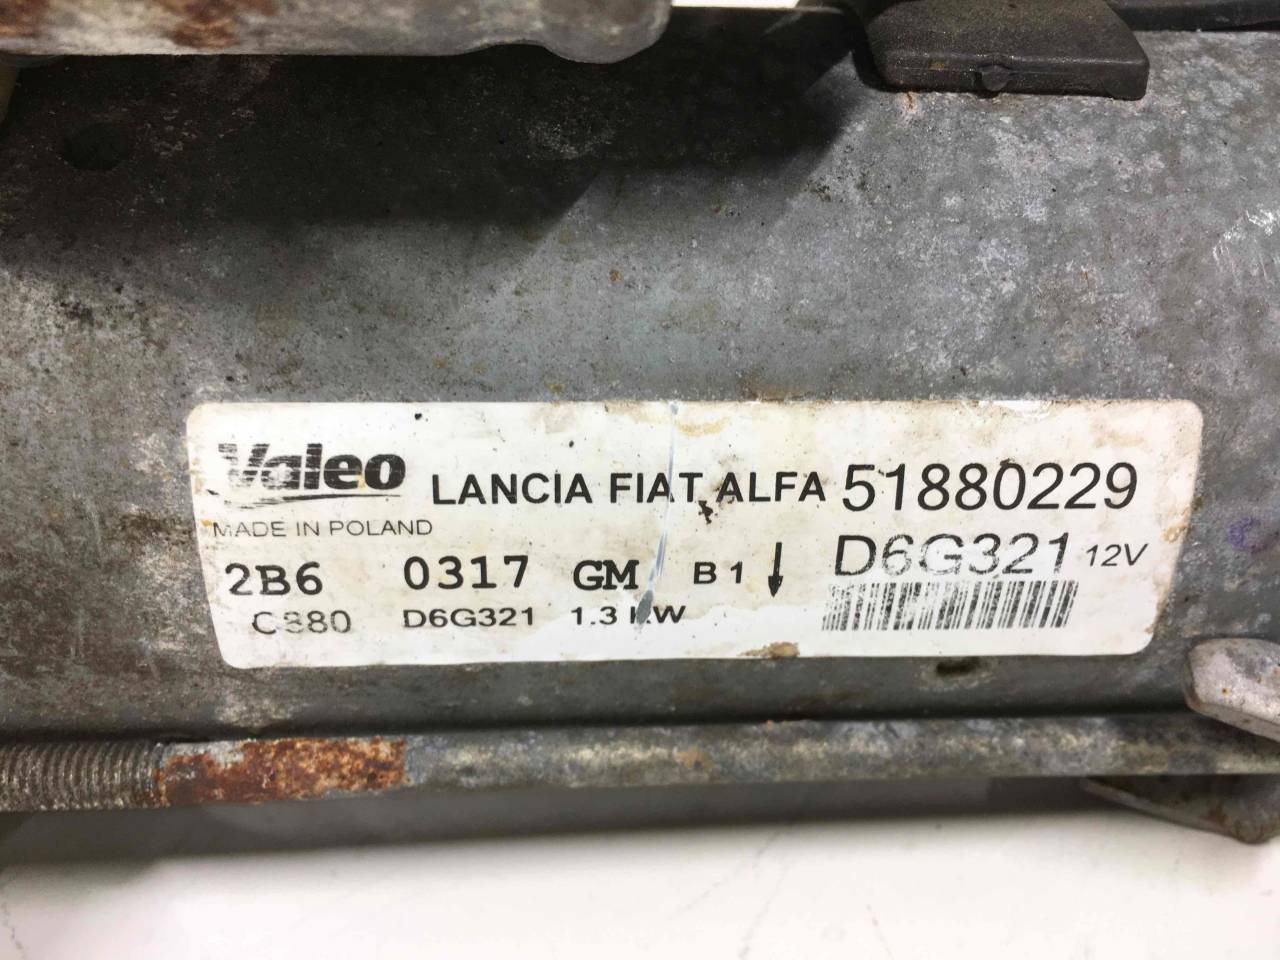 Valeo LANCIA FIAT ALFA 51880229
MADE IN POLAND
D6G321 12V
2B6 0317 GM B1 ↓
C880 D6G321 1.3 KW